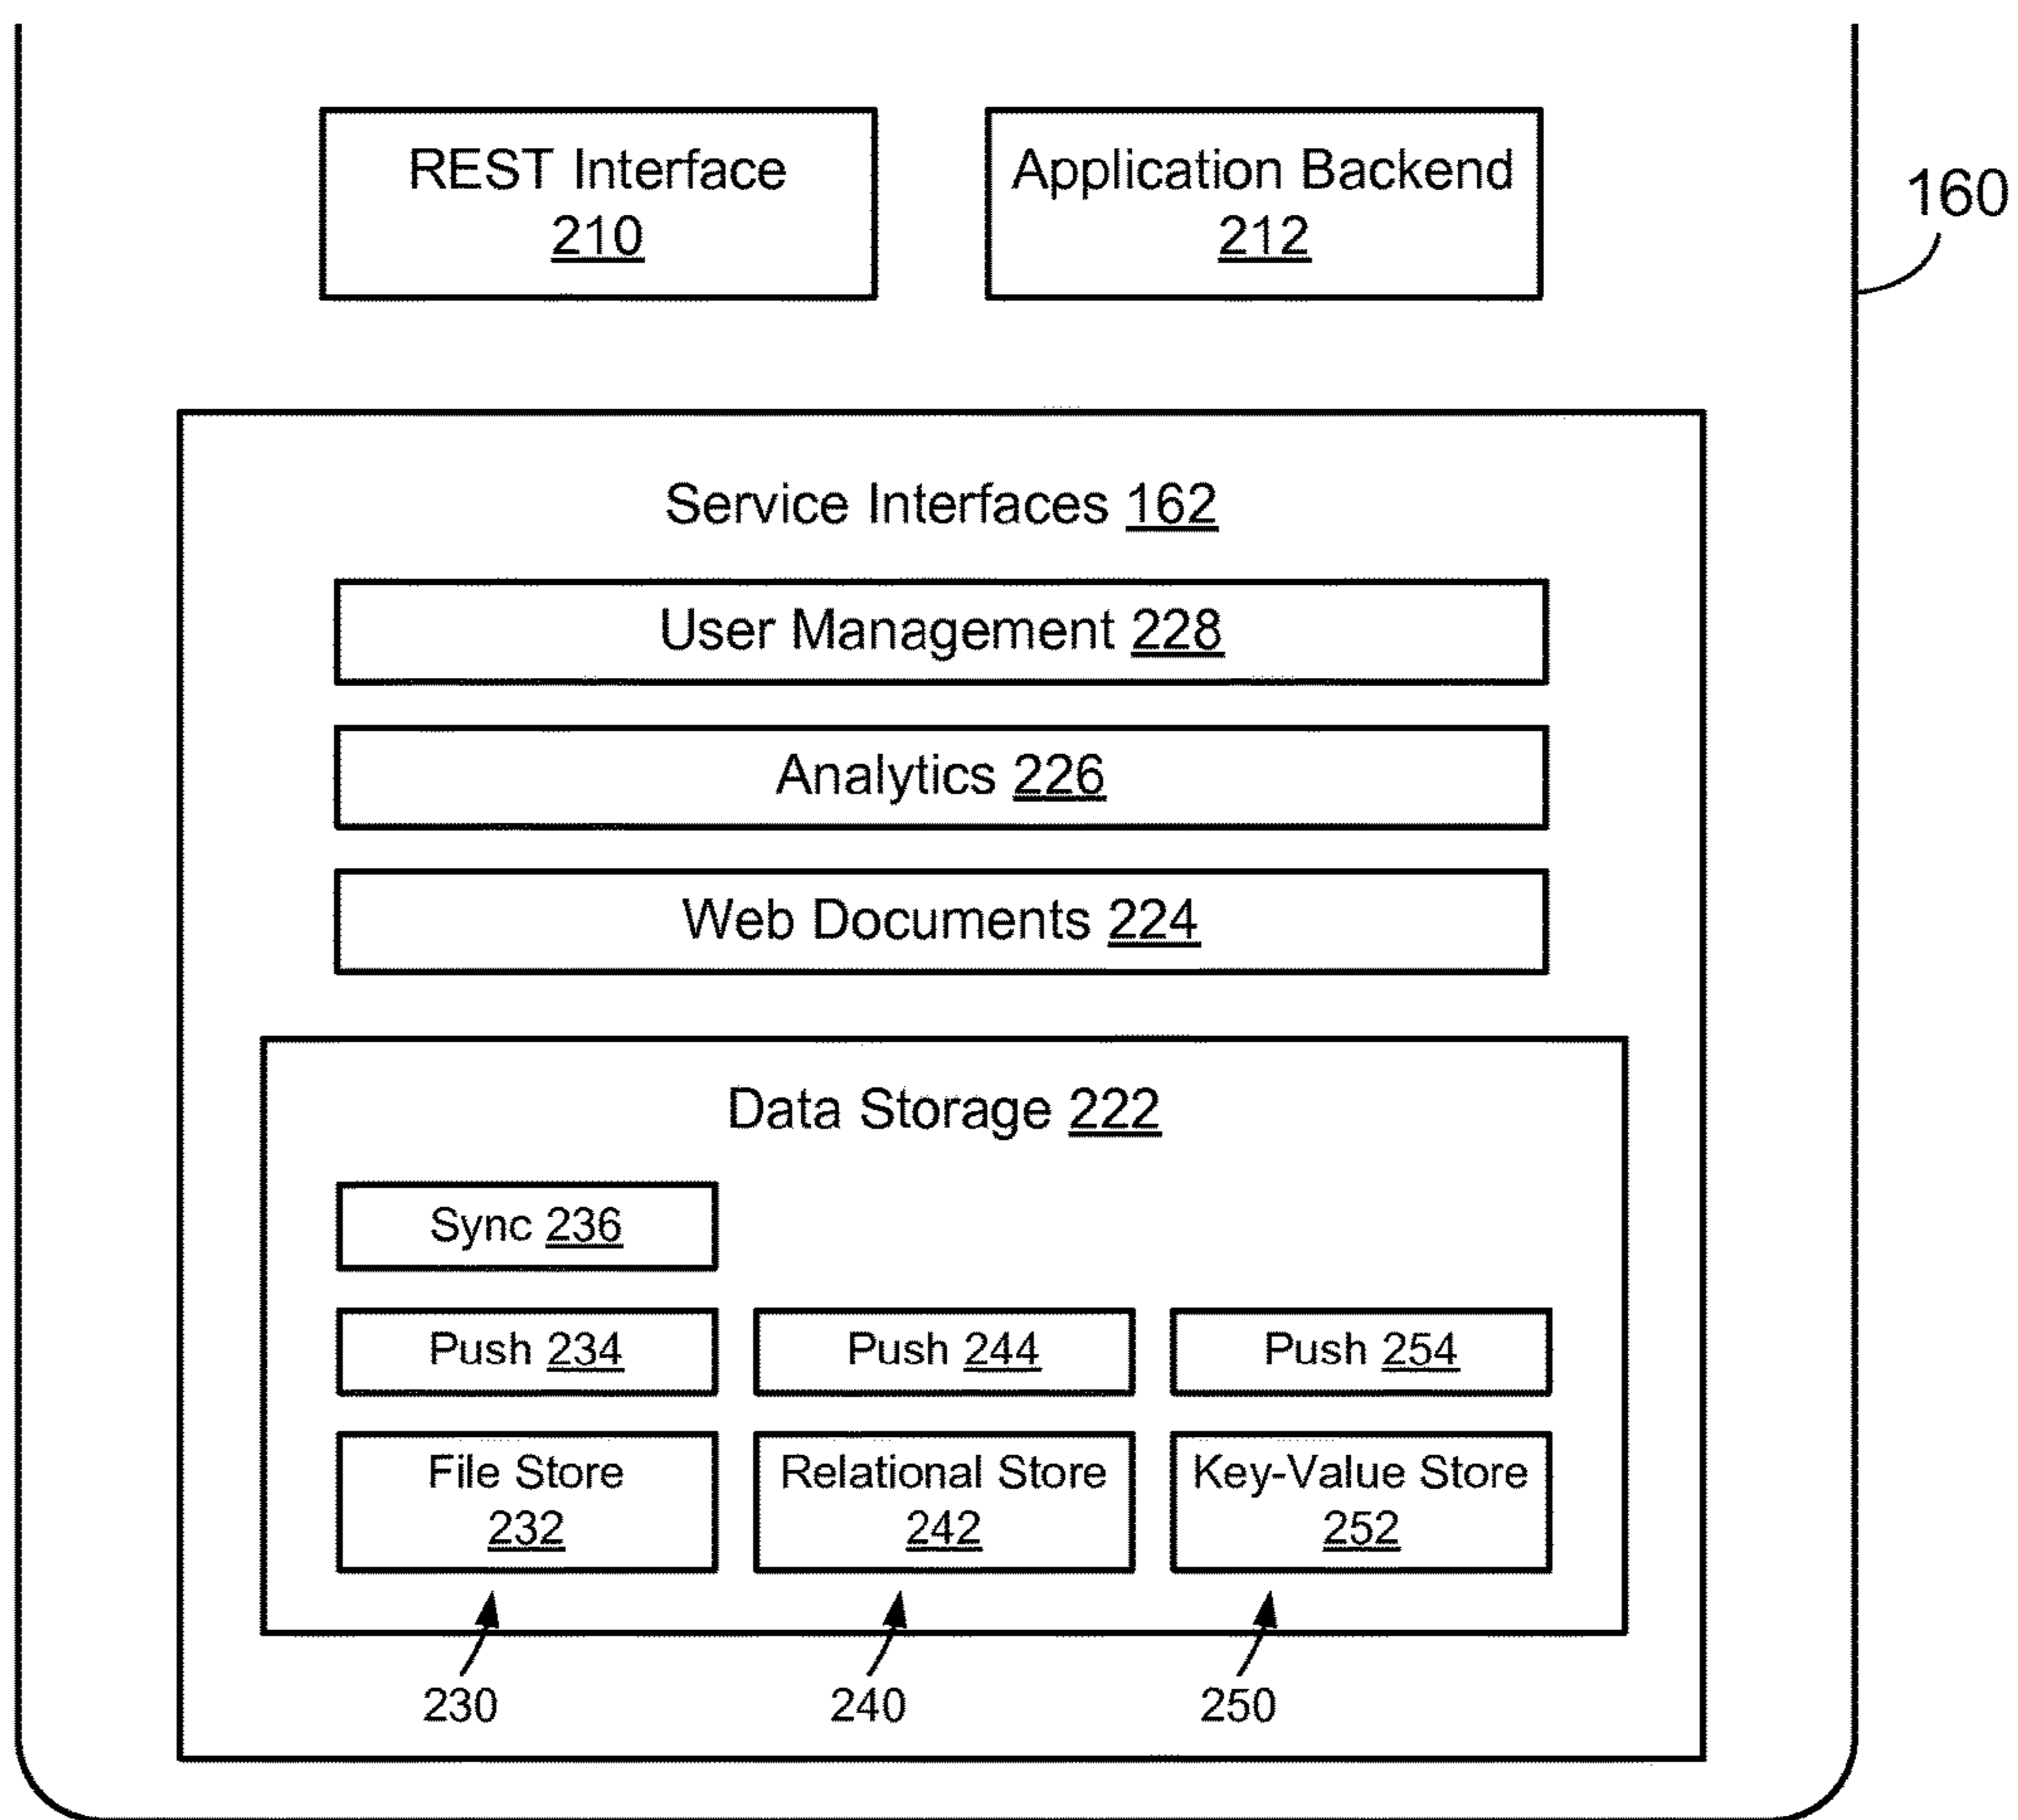 REST Interface
210
Application Backend
212
160
Service Interfaces 162
User Management 228
Analytics 226
Web Documents 224
Data Storage 222
Sync 236
Push 234
Push 244
Push 254
File Store
232
Relational Store
242
Key-Value Store
252
230
240
250